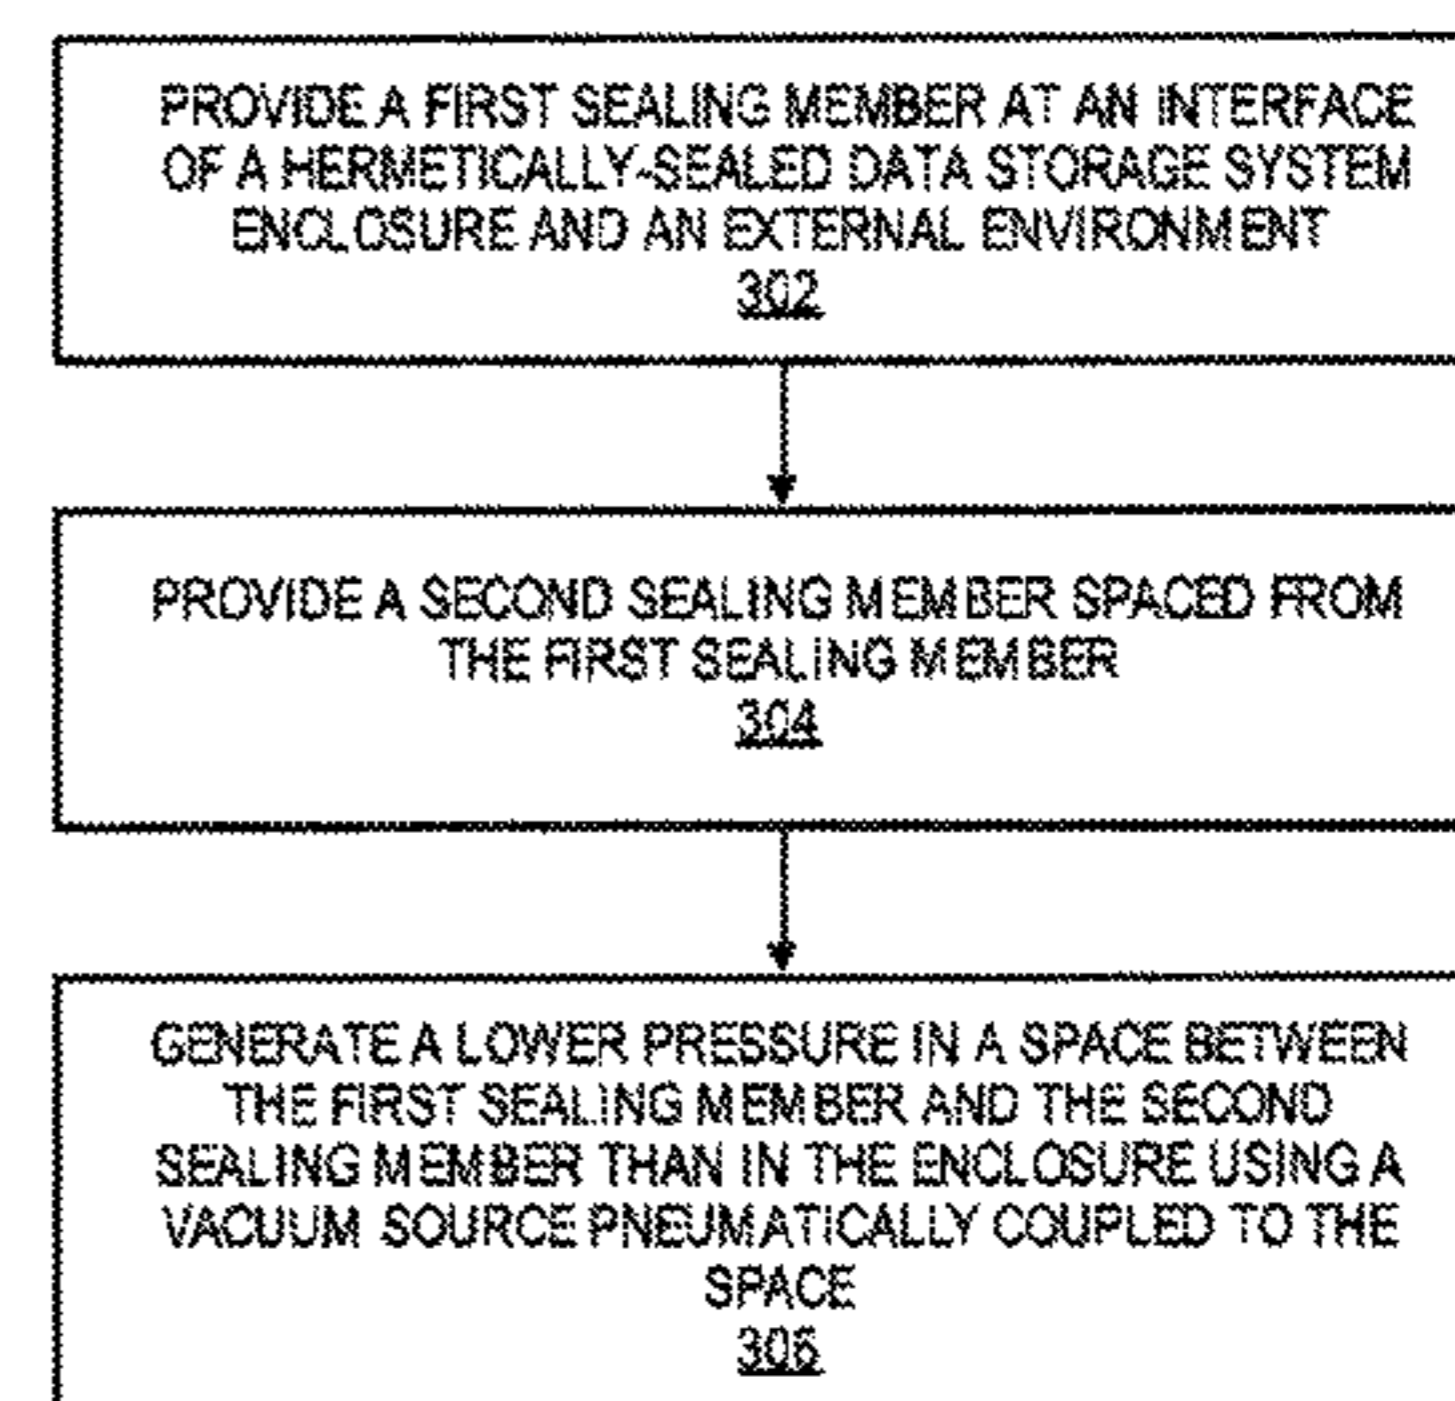 PROVIDE A FIRST SEALING MEMBER AT AN INTERFACE
OF A HERMETICALLY-SEALED DATA STORAGE SYSTEM
ENCLOSURE AND AN EXTERNAL ENVIRONMENT
302
PROVIDE A SECOND SEALING MEMBER SPACED FROM
THE FIRST SEALING MEMBER
304
GENERATE A LOWER PRESSURE IN A SPACE BETWEEN
THE FIRST SEALING MEMBER AND THE SECOND
SEALING MEMBER THAN IN THE ENCLOSURE USING A
VACUUM SOURCE PNEUMATICALLY COUPLED TO THE
SPACE
306